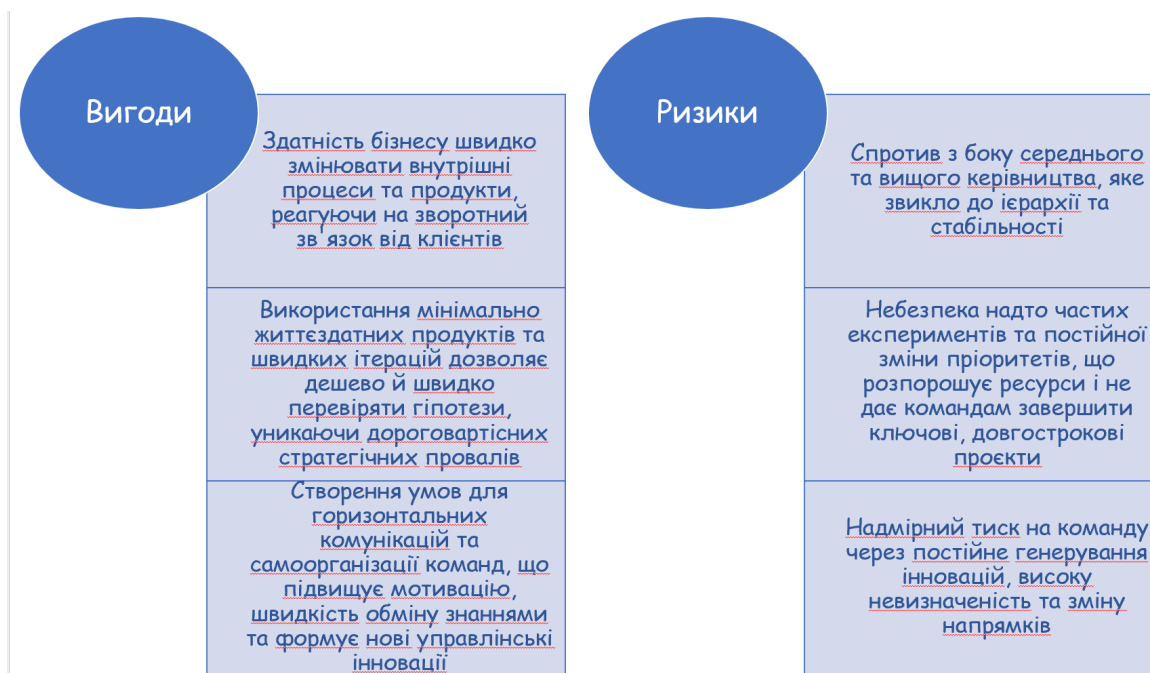 Вигоди
Здатність бізнесу швидко
змінювати внутрішні
процеси та продукти,
реагуючи на зворотний
зв язок від клієнтів
Використання мінімально
життєздатних продуктів та
швидких ітерацій дозволяє
дешево й швидко
перевіряти гіпотези,
уникаючи дороговартісних
стратегічних провалів
Створення умов для
горизонтальних
комунікацій та
самоорганізації команд, що
підвищує мотивацію,
швидкість обміну знаннями
та формує нові управлінські
інновації
Ризики
Спротив з боку середнього
та вищого керівництва, яке
звикло до ієрархії та
стабільності
Небезпека надто частих
експериментів та постійної
зміни пріоритетів, що
розпорошує ресурси і не
дає командам завершити
ключові, довгострокові
проєкти
Надмірний тиск на команду
через постійне генерування
інновацій, високу
невизначеність та зміну
напрямків